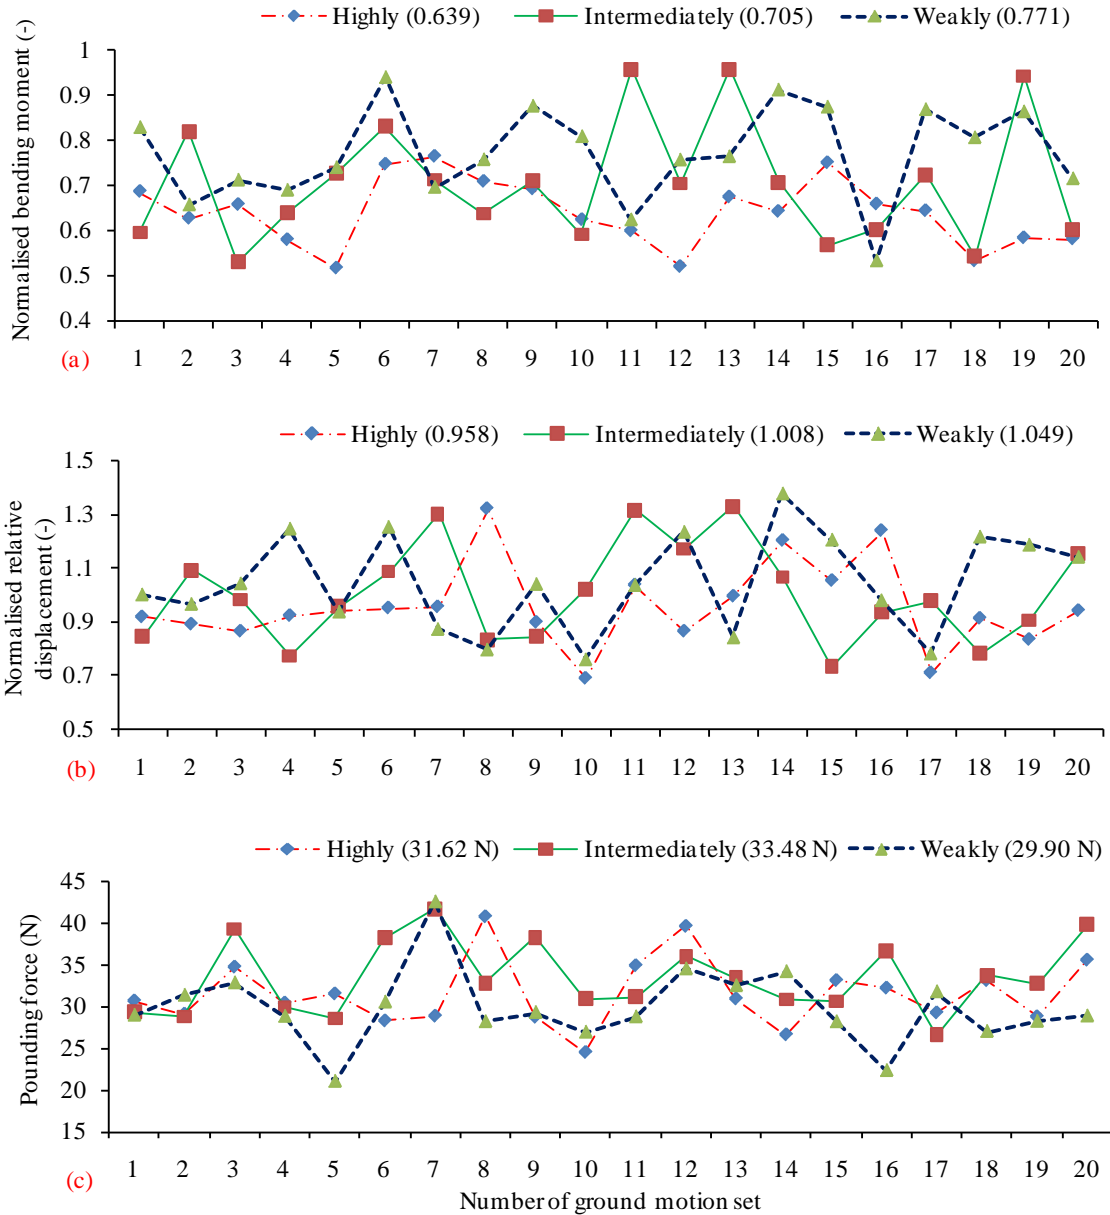 Highly (0.639) Intermediately (0.705) Weakly (0.771)
Normalised bending moment (-)
1
0.9
0.8
0.7
0.6
0.5
0.4
1 2 3 4 5 6 7 8 9 10 11 12 13 14 15 16 17 18 19 20
(a)
Highly (0.958) Intermediately (1.008) Weakly (1.049)
Normalised relative
displacement (-)
1.5
1.3
1.1
0.9
0.7
0.5
1 2 3 4 5 6 7 8 9 10 11 12 13 14 15 16 17 18 19 20
(b)
Highly (31.62 N) Intermediately (33.48 N) Weakly (29.90 N)
Pounding force (N)
45
40
35
30
25
20
15
1 2 3 4 5 6 7 8 9 10 11 12 13 14 15 16 17 18 19 20
(c)
Number of ground motion set